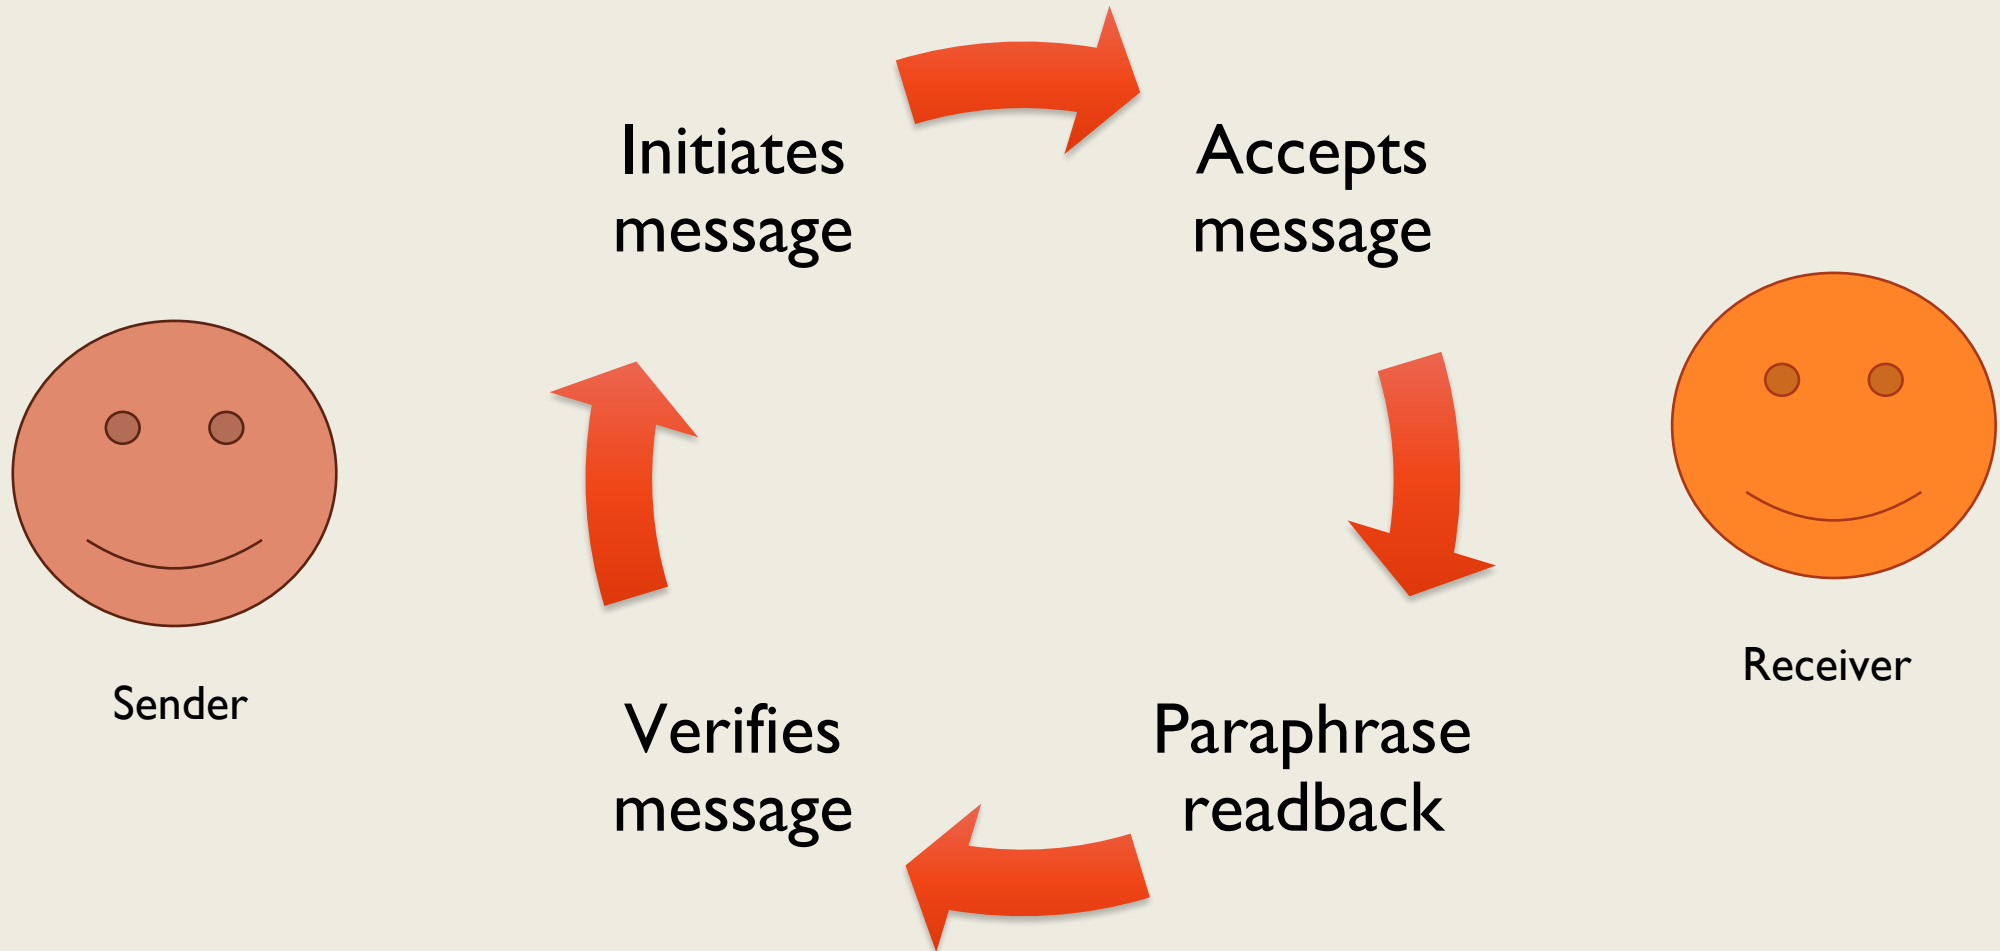 Initiates
message
Accepts
message
Sender
Receiver
Verifies
message
Paraphrase
readback